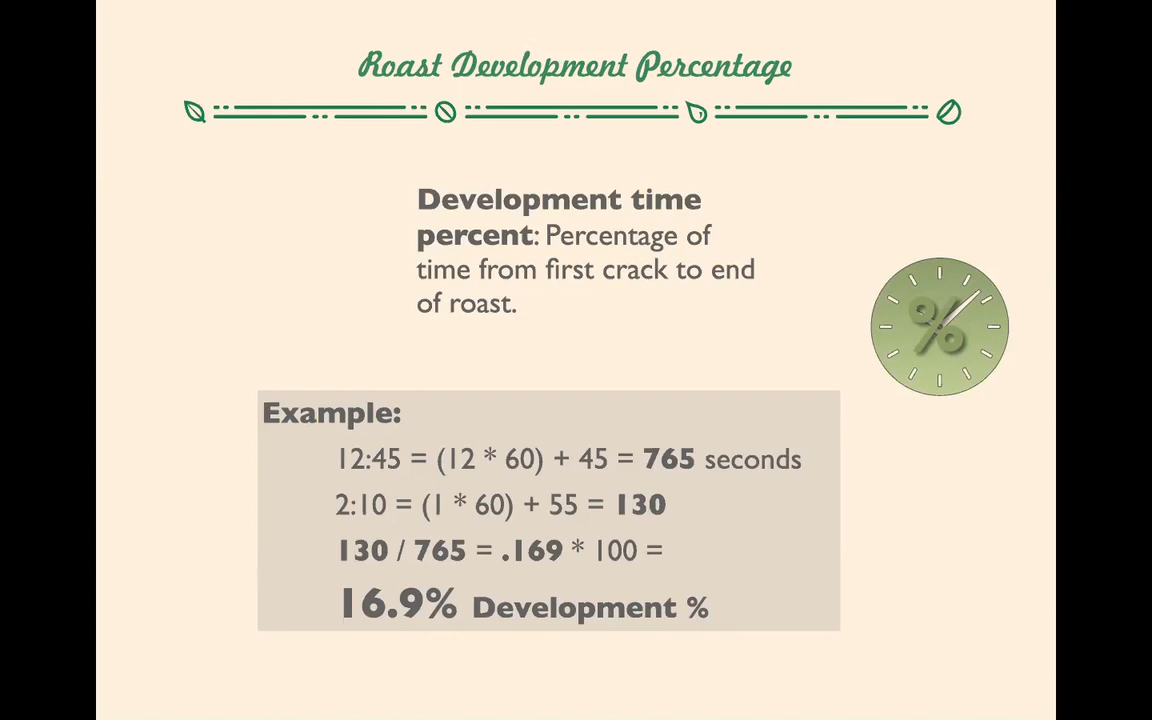 Roast Development Percentage
Development time
percent: Percentage of
time from first crack to end
of roast.
%
Example:
12:45 = (12 * 60) + 45 = 765 seconds
2:10 = (1 * 60) + 55 = 130
130 / 765 = .169 * 100 =
16.9% Development %